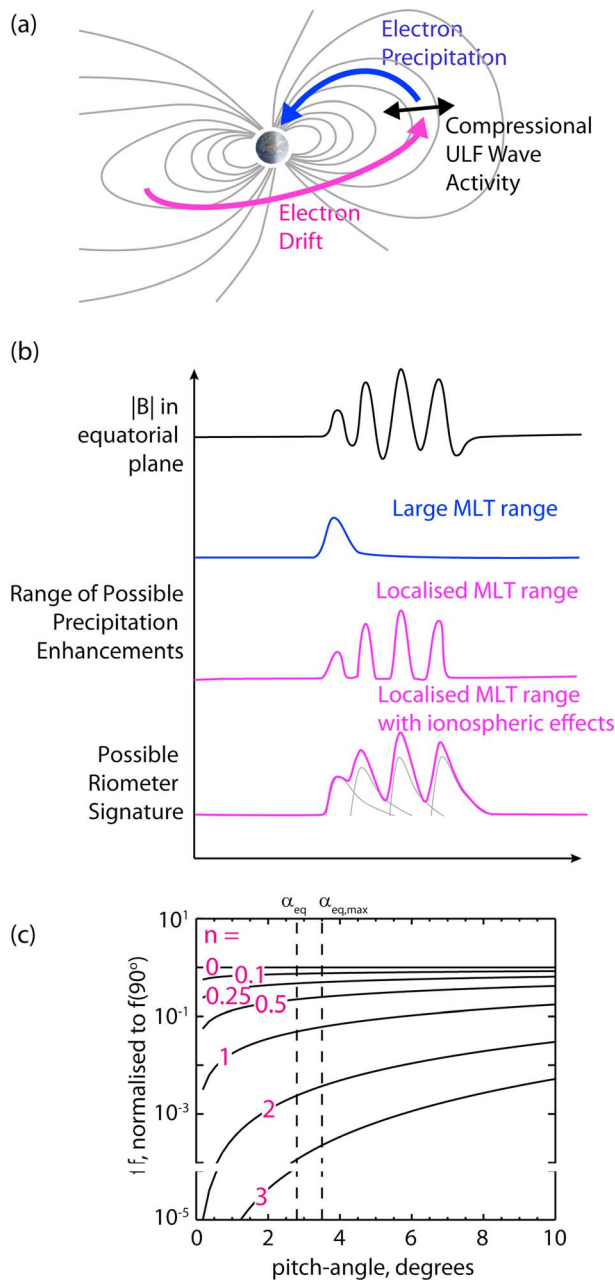 (a)
Electron
Precipitation
Compressional
ULF Wave
Activity
Electron
Drift
(b)
|B| in
equatorial
plane
Large MLT range
Range of Possible
Precipitation
Enhancements
Localised MLT range
Localised MLT range
with ionospheric effects
Possible
Riometer
Signature
(c)
α_eq α_eq,max
n =
0
0.1
0.25
0.5
1
2
3
10^1
10^-1
10^-3
10^-5
f, normalised to f(90°)
0 2 4 6 8 10
pitch-angle, degrees